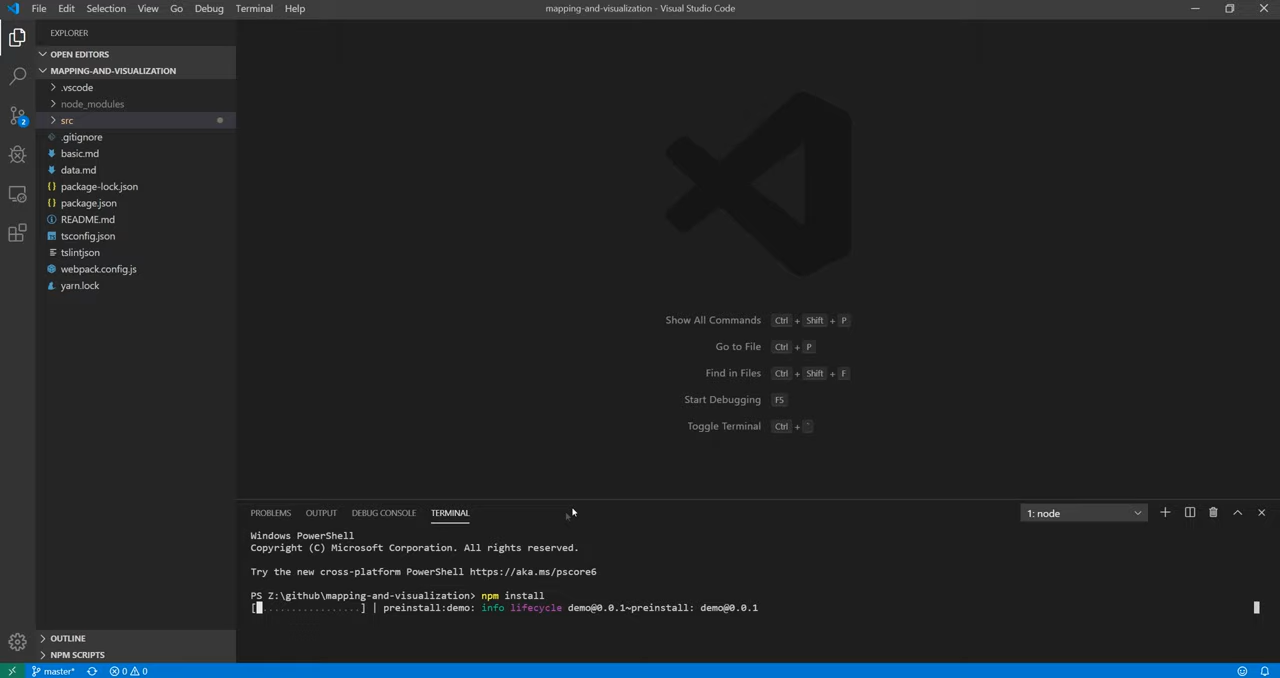 File Edit Selection View Go Debug Terminal Help
mapping-and-visualization - Visual Studio Code
EXPLORER
OPEN EDITORS
MAPPING-AND-VISUALIZATION
.vscode
node_modules
src
.gitignore
basic.md
data.md
package-lock.json
package.json
README.md
tsconfig.json
tslintjson
webpack.config.js
yarn.lock
OUTLINE
NPM SCRIPTS
2
Show All Commands Ctrl + Shift + P
Go to File Ctrl + P
Find in Files Ctrl + Shift + F
Start Debugging F5
Toggle Terminal Ctrl + `
PROBLEMS OUTPUT DEBUG CONSOLE TERMINAL
1: node
Windows PowerShell
Copyright (C) Microsoft Corporation. All rights reserved.
Try the new cross-platform PowerShell https://aka.ms/pscore6
PS Z:\github\mapping-and-visualization> npm install
[ .................] | preinstall:demo: info lifecycle demo@0.0.1~preinstall: demo@0.0.1
master* 0 0